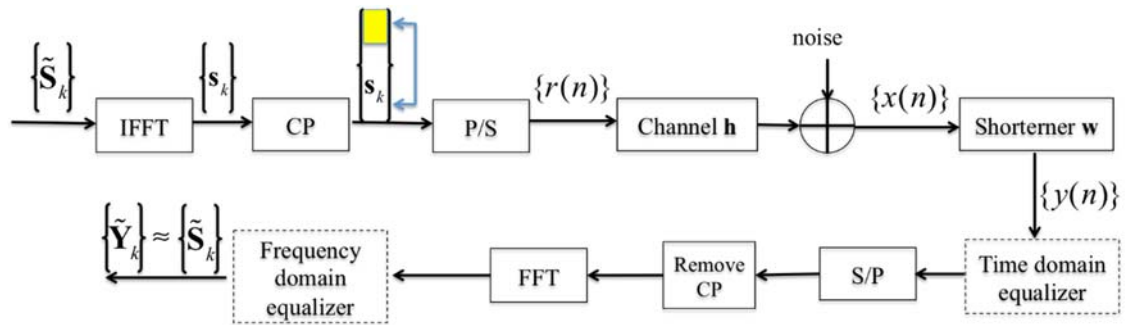 {S̃_k}
IFFT
{s_k}
CP
{s_k}
P/S
{r(n)}
Channel h
noise
{x(n)}
Shorterner w
{y(n)}
Time domain
equalizer
S/P
Remove
CP
FFT
Frequency
domain
equalizer
{Ỹ_k} ≈ {S̃_k}